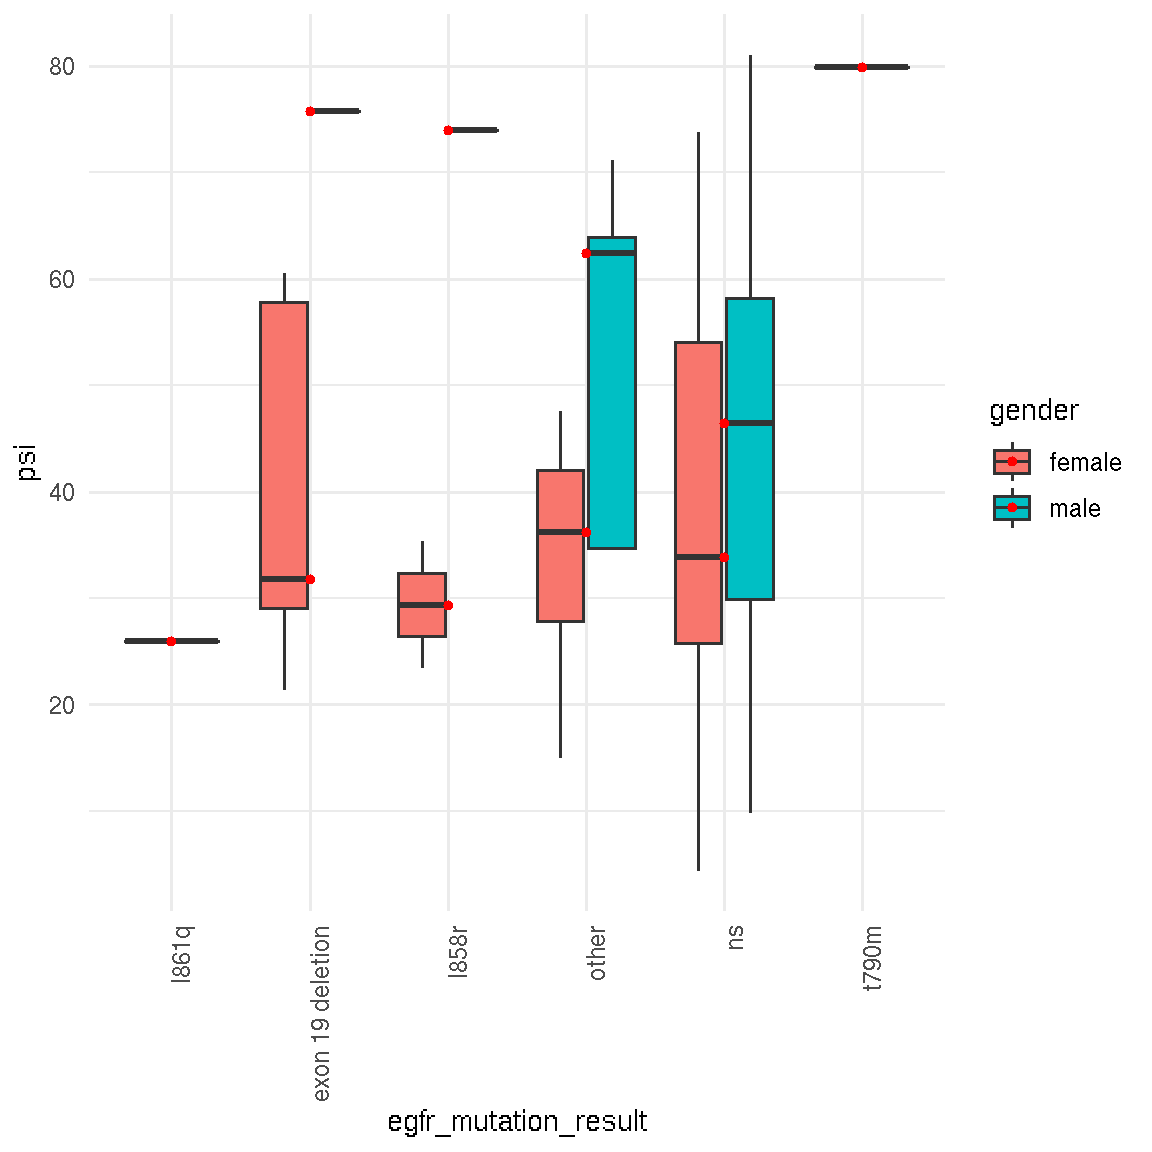 80
60
40
20
psi
l861q
exon 19 deletion
l858r
other
ns
t790m
egfr_mutation_result
gender
female
male